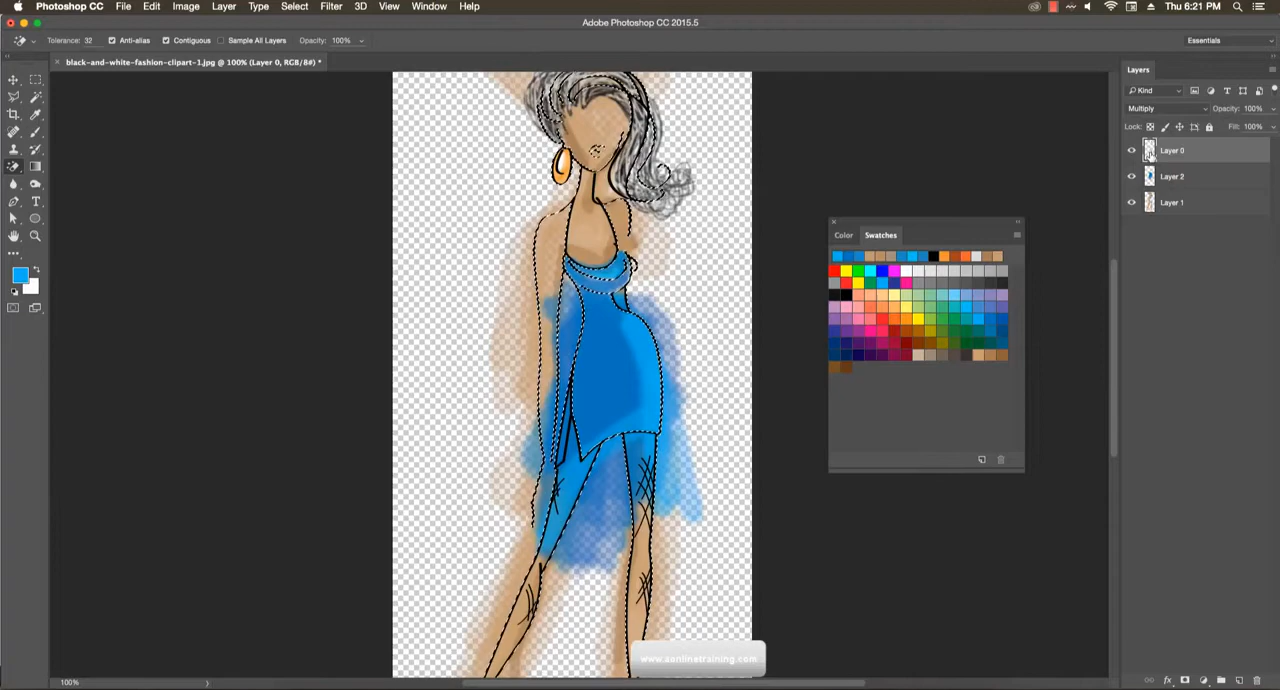 Photoshop CC File Edit Image Layer Type Select Filter 3D View Window Help Thu 6:21 PM
Adobe Photoshop CC 2015.5
Tolerance: 32 Anti-alias Contiguous Sample All Layers Opacity: 100% Essentials
black-and-white-fashion-clipart-1.jpg @ 100% (Layer 0, RGB/8#) *
Layers
Kind
Multiply Opacity: 100%
Lock: Fill: 100%
Layer 0
Layer 2
Layer 1
Color Swatches
100%